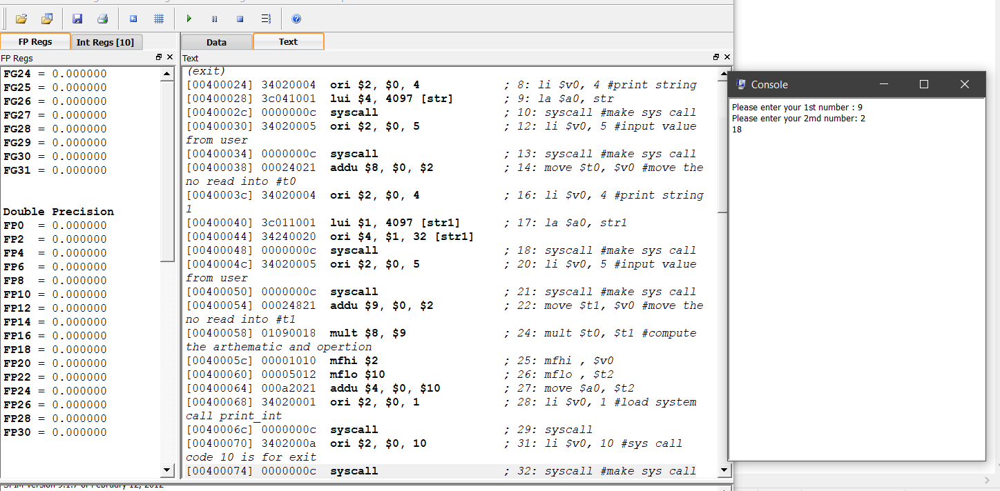 FP Regs
Int Regs [10]
Data
Text
FP Regs
Text
FG24 = 0.000000
FG25 = 0.000000
FG26 = 0.000000
FG27 = 0.000000
FG28 = 0.000000
FG29 = 0.000000
FG30 = 0.000000
FG31 = 0.000000
Double Precision
FP0 = 0.000000
FP2 = 0.000000
FP4 = 0.000000
FP6 = 0.000000
FP8 = 0.000000
FP10 = 0.000000
FP12 = 0.000000
FP14 = 0.000000
FP16 = 0.000000
FP18 = 0.000000
FP20 = 0.000000
FP22 = 0.000000
FP24 = 0.000000
FP26 = 0.000000
FP28 = 0.000000
FP30 = 0.000000
(exit)
[00400024] 34020004 ori $2, $0, 4 ; 8: li $v0, 4 #print string
[00400028] 3c041001 lui $4, 4097 [str] ; 9: la $a0, str
[0040002c] 0000000c syscall ; 10: syscall #make sys call
[00400030] 34020005 ori $2, $0, 5 ; 12: li $v0, 5 #input value
from user
[00400034] 0000000c syscall ; 13: syscall #make sys call
[00400038] 00024021 addu $8, $0, $2 ; 14: move $t0, $v0 #move the
no read into #t0
[0040003c] 34020004 ori $2, $0, 4 ; 16: li $v0, 4 #print string
1
[00400040] 3c011001 lui $1, 4097 [str1] ; 17: la $a0, str1
[00400044] 34240020 ori $4, $1, 32 [str1]
[00400048] 0000000c syscall ; 18: syscall #make sys call
[0040004c] 34020005 ori $2, $0, 5 ; 20: li $v0, 5 #input value
from user
[00400050] 0000000c syscall ; 21: syscall #make sys call
[00400054] 00024821 addu $9, $0, $2 ; 22: move $t1, $v0 #move the
no read into #t1
[00400058] 01090018 mult $8, $9 ; 24: mult $t0, $t1 #compute
the arthematic and opertion
[0040005c] 00001010 mfhi $2 ; 25: mfhi , $v0
[00400060] 00005012 mflo $10 ; 26: mflo , $t2
[00400064] 000a2021 addu $4, $0, $10 ; 27: move $a0, $t2
[00400068] 34020001 ori $2, $0, 1 ; 28: li $v0, 1 #load system
call print_int
[0040006c] 0000000c syscall ; 29: syscall
[00400070] 3402000a ori $2, $0, 10 ; 31: li $v0, 10 #sys call
code 10 is for exit
[00400074] 0000000c syscall ; 32: syscall #make sys call
Console
Please enter your 1st number : 9
Please enter your 2md number: 2
18